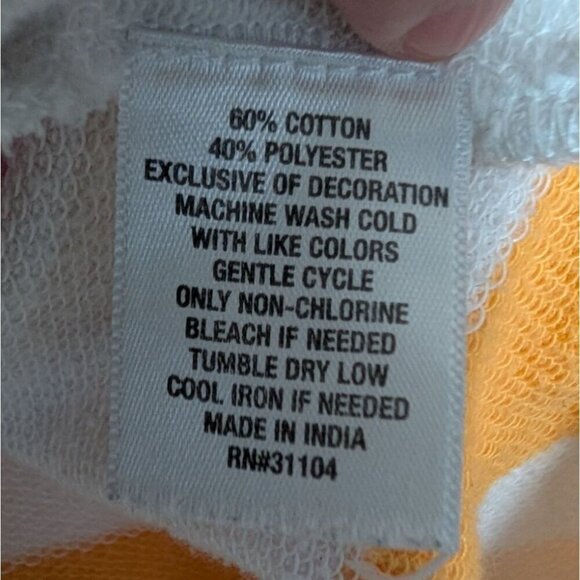 60% COTTON
40% POLYESTER
EXCLUSIVE OF DECORATION
MACHINE WASH COLD
WITH LIKE COLORS
GENTLE CYCLE
ONLY NON-CHLORINE
BLEACH IF NEEDED
TUMBLE DRY LOW
COOL IRON IF NEEDED
MADE IN INDIA
RN#31104